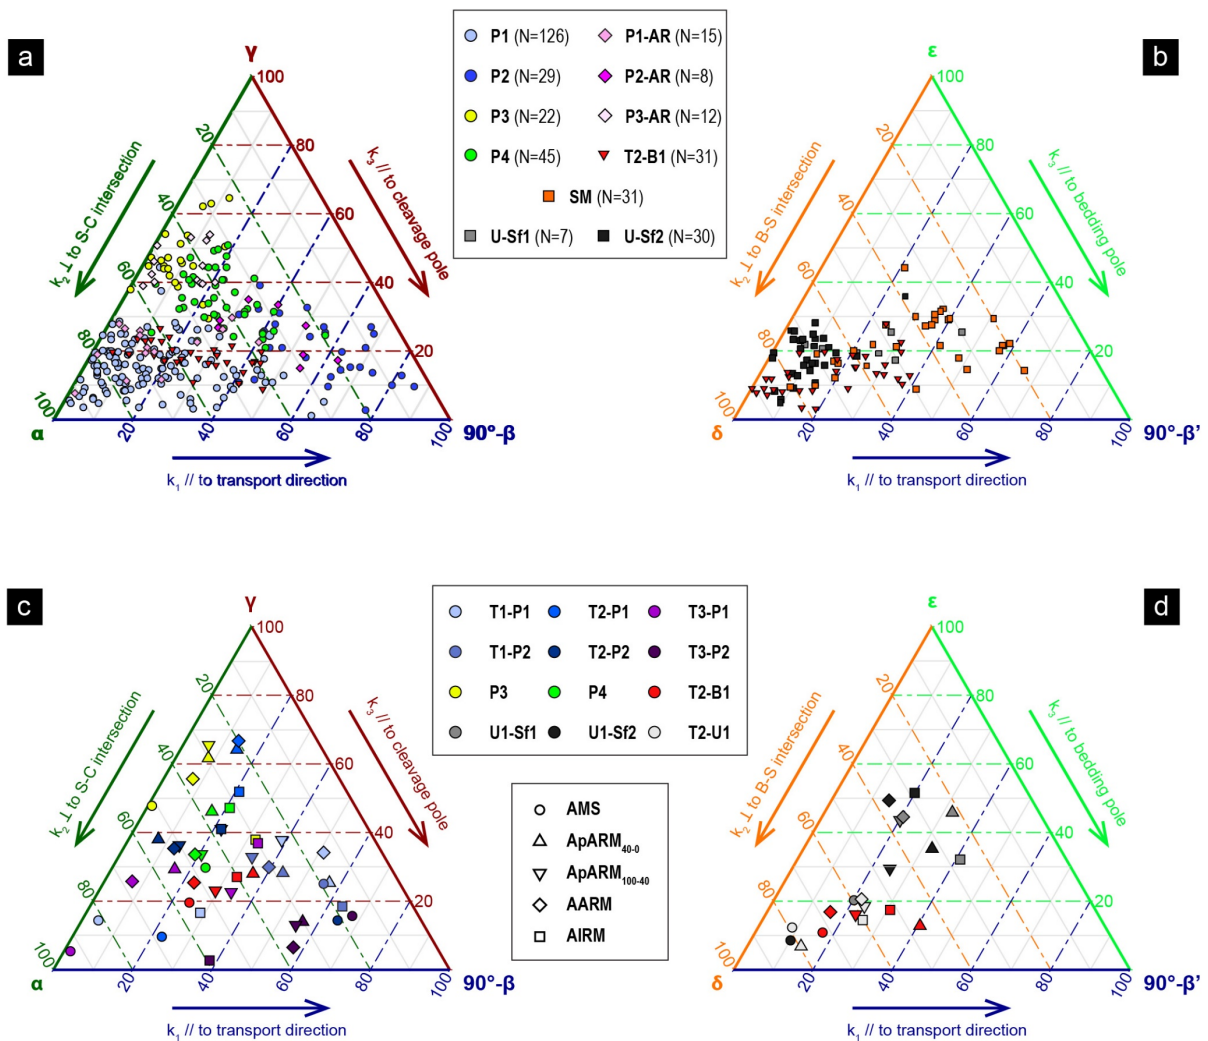 a
γ
100
80
60
40
20
20
40
60
80
100
20
40
60
80
100
α
90°-β
k2 ⊥ to S-C intersection
k3 // to cleavage pole
k1 // to transport direction
P1 (N=126)
P1-AR (N=15)
P2 (N=29)
P2-AR (N=8)
P3 (N=22)
P3-AR (N=12)
P4 (N=45)
T2-B1 (N=31)
SM (N=31)
U-Sf1 (N=7)
U-Sf2 (N=30)
b
ε
100
80
60
40
20
20
40
60
80
100
20
40
60
80
100
δ
90°-β'
k2 ⊥ to B-S intersection
k3 // to bedding pole
k1 // to transport direction
c
γ
100
80
60
40
20
20
40
60
80
100
20
40
60
80
100
α
90°-β
k2 ⊥ to S-C intersection
k3 // to cleavage pole
k1 // to transport direction
T1-P1
T2-P1
T3-P1
T1-P2
T2-P2
T3-P2
P3
P4
T2-B1
U1-Sf1
U1-Sf2
T2-U1
AMS
ApARM40-0
ApARM100-40
AARM
AIRM
d
ε
100
80
60
40
20
20
40
60
80
100
20
40
60
80
100
δ
90°-β'
k2 ⊥ to B-S intersection
k3 // to bedding pole
k1 // to transport direction